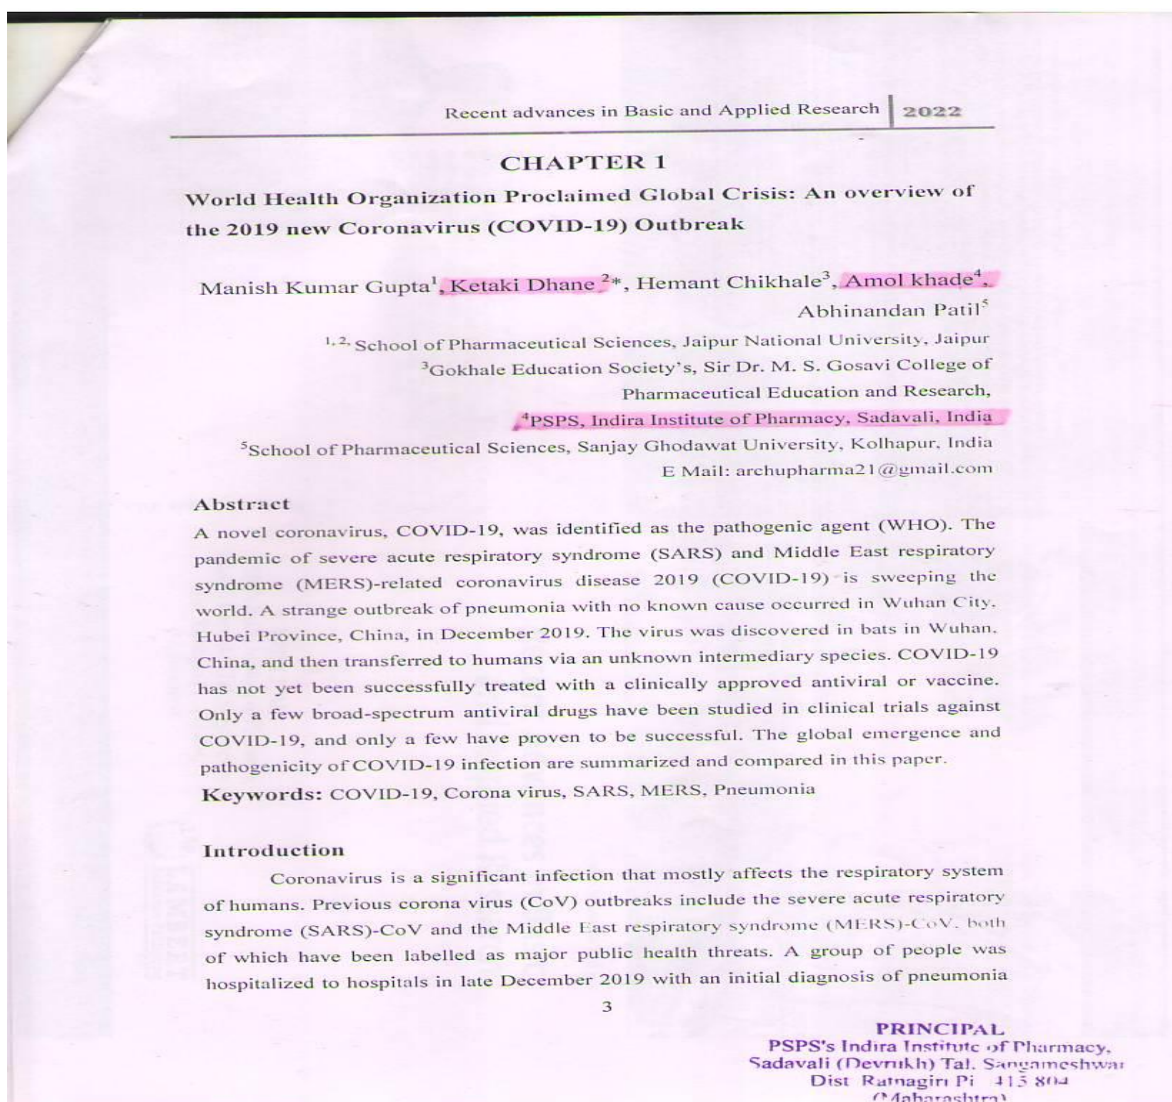 Recent advances in Basic and Applied Research 2022
CHAPTER 1
World Health Organization Proclaimed Global Crisis: An overview of
the 2019 new Coronavirus (COVID-19) Outbreak
Manish Kumar Gupta1, Ketaki Dhane 2*, Hemant Chikhale3, Amol khade4,
Abhinandan Patil5
1, 2, School of Pharmaceutical Sciences, Jaipur National University, Jaipur
3Gokhale Education Society's, Sir Dr. M. S. Gosavi College of
Pharmaceutical Education and Research,
4PSPS, Indira Institute of Pharmacy, Sadavali, India
5School of Pharmaceutical Sciences, Sanjay Ghodawat University, Kolhapur, India
E Mail: archupharma21@gmail.com
Abstract
A novel coronavirus, COVID-19, was identified as the pathogenic agent (WHO). The
pandemic of severe acute respiratory syndrome (SARS) and Middle East respiratory
syndrome (MERS)-related coronavirus disease 2019 (COVID-19) is sweeping the
world. A strange outbreak of pneumonia with no known cause occurred in Wuhan City,
Hubei Province, China, in December 2019. The virus was discovered in bats in Wuhan,
China, and then transferred to humans via an unknown intermediary species. COVID-19
has not yet been successfully treated with a clinically approved antiviral or vaccine.
Only a few broad-spectrum antiviral drugs have been studied in clinical trials against
COVID-19, and only a few have proven to be successful. The global emergence and
pathogenicity of COVID-19 infection are summarized and compared in this paper.
Keywords: COVID-19, Corona virus, SARS, MERS, Pneumonia
Introduction
Coronavirus is a significant infection that mostly affects the respiratory system
of humans. Previous corona virus (CoV) outbreaks include the severe acute respiratory
syndrome (SARS)-CoV and the Middle East respiratory syndrome (MERS)-CoV, both
of which have been labelled as major public health threats. A group of people was
hospitalized to hospitals in late December 2019 with an initial diagnosis of pneumonia
3
PRINCIPAL
PSPS's Indira Institute of Pharmacy,
Sadavali (Devrukh) Tal. Sangameshwar
Dist Ratnagiri Pi 415 804
(Maharashtra)